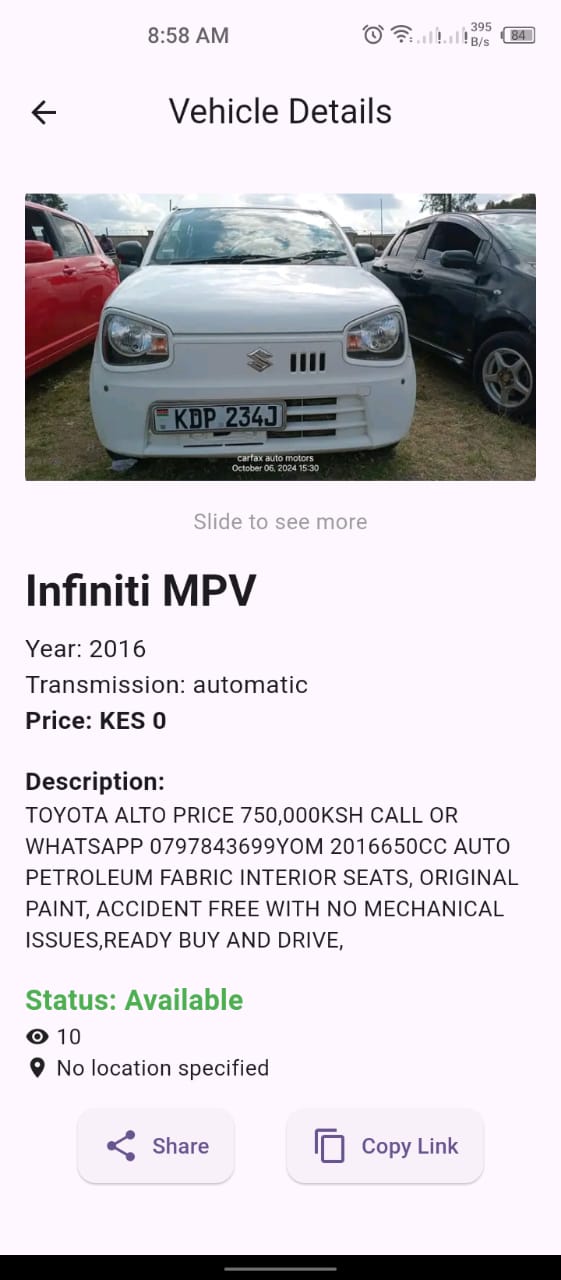 8:58 AM
395
B/s
84
Vehicle Details
KDP 234J
carfax auto motors
October 06, 2024 15:30
Slide to see more
Infiniti MPV
Year: 2016
Transmission: automatic
Price: KES 0
Description:
TOYOTA ALTO PRICE 750,000KSH CALL OR
WHATSAPP 0797843699YOM 2016650CC AUTO
PETROLEUM FABRIC INTERIOR SEATS, ORIGINAL
PAINT, ACCIDENT FREE WITH NO MECHANICAL
ISSUES,READY BUY AND DRIVE,
Status: Available
10
No location specified
Share
Copy Link